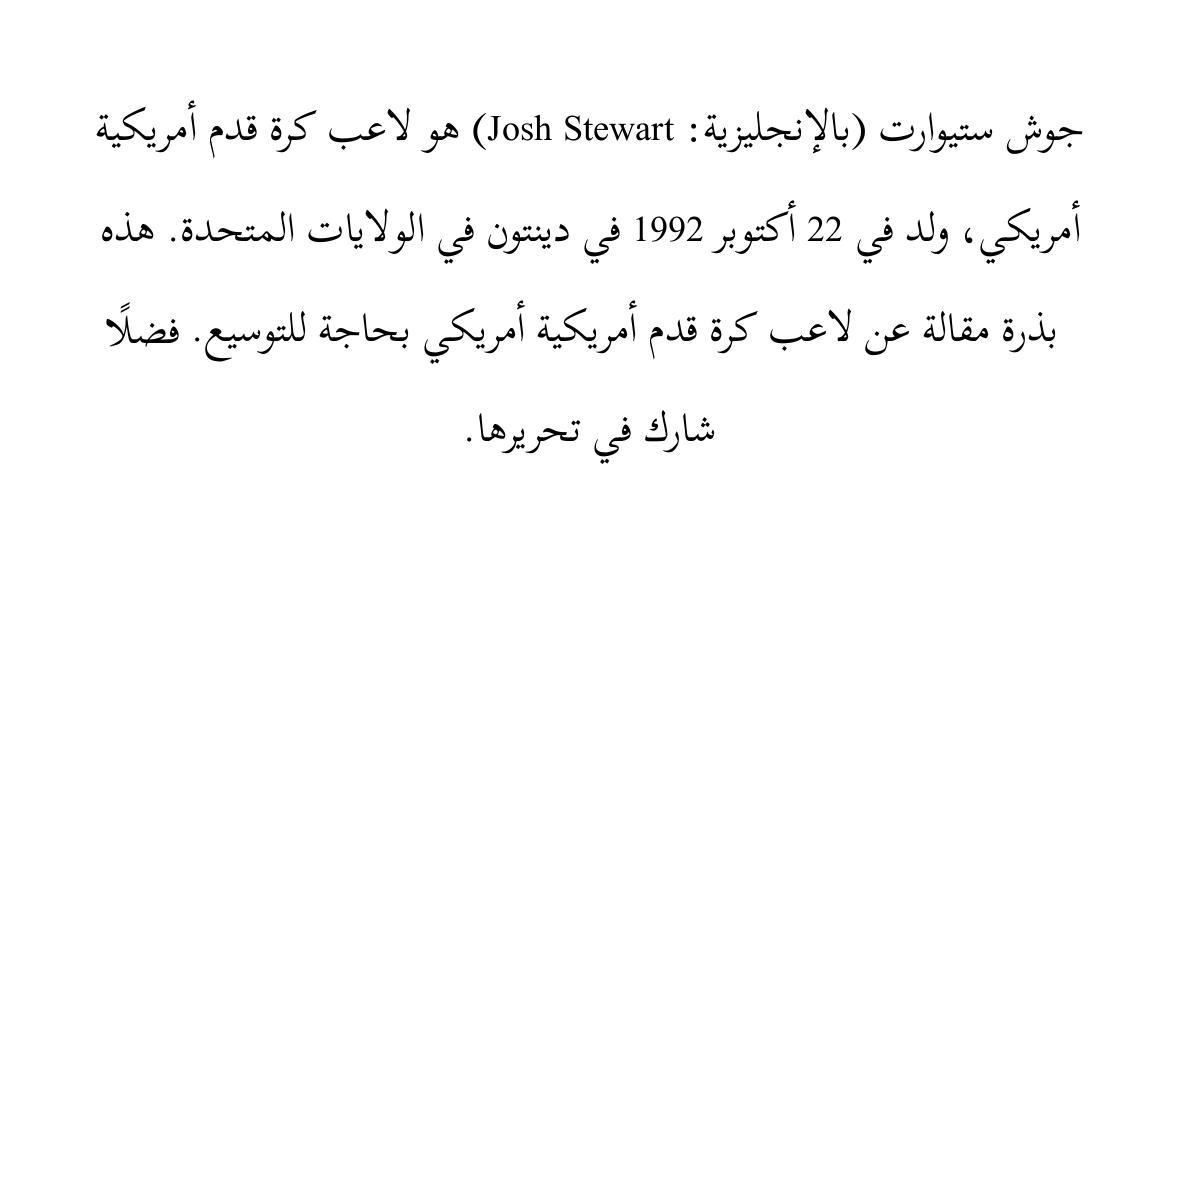 جوش ستيوارت (بالإنجليزية: Josh Stewart) هو لاعب كرة قدم أمريكية
أمريكي، ولد في 22 أكتوبر 1992 في دينتون في الولايات المتحدة. هذه
بذرة مقالة عن لاعب كرة قدم أمريكية أمريكي بحاجة للتوسيع. فضلًا
شارك في تحريرها.